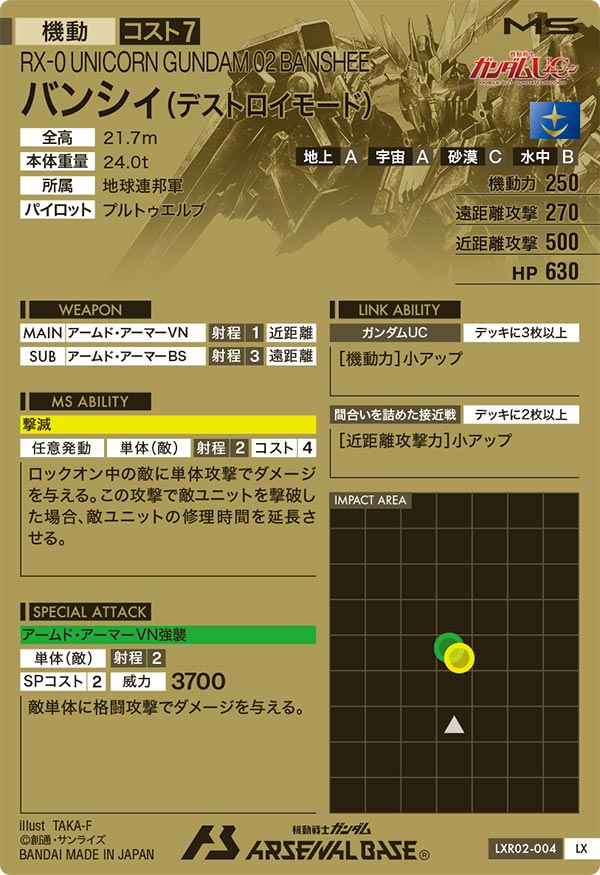 機動 コスト7
MS
RX-0 UNICORN GUNDAM 02 BANSHEE
機動戦士
ガンダムUC
バンシィ(デストロイモード)
全高 21.7m
本体重量 24.0t
所属 地球連邦軍
パイロット プルトゥエルブ
地上 A 宇宙 A 砂漠 C 水中 B
機動力 250
遠距離攻撃 270
近距離攻撃 500
HP 630
WEAPON
MAIN アームド・アーマーVN 射程 1 近距離
SUB アームド・アーマーBS 射程 3 遠距離
MS ABILITY
撃滅
任意発動 単体(敵) 射程 2 コスト 4
ロックオン中の敵に単体攻撃でダメージ
を与える。この攻撃で敵ユニットを撃破し
た場合、敵ユニットの修理時間を延長さ
せる。
SPECIAL ATTACK
アームド・アーマーVN強襲
単体(敵) 射程 2
SPコスト 2 威力 3700
敵単体に格闘攻撃でダメージを与える。
LINK ABILITY
ガンダムUC デッキに3枚以上
[機動力]小アップ
間合いを詰めた接近戦 デッキに2枚以上
[近距離攻撃力]小アップ
IMPACT AREA
illust TAKA-F
©創通・サンライズ
BANDAI MADE IN JAPAN
機動戦士ガンダム
ARSENAL BASE®
LXR02-004 LX